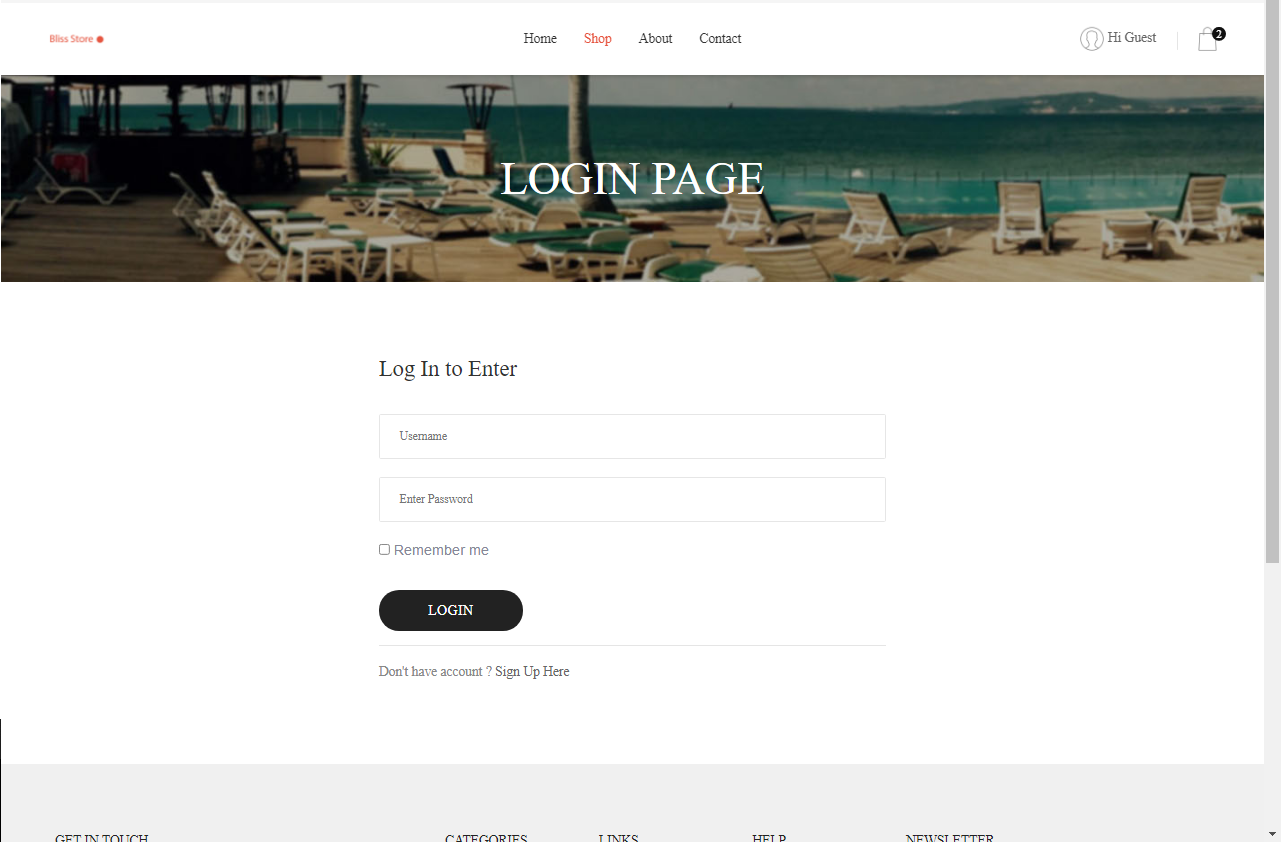 Bliss Store
Home Shop About Contact
Hi Guest
2
LOGIN PAGE
Log In to Enter
Username
Enter Password
Remember me
LOGIN
Don't have account ? Sign Up Here
GET IN TOUCH CATEGORIES LINKS HELP NEWSLETTER